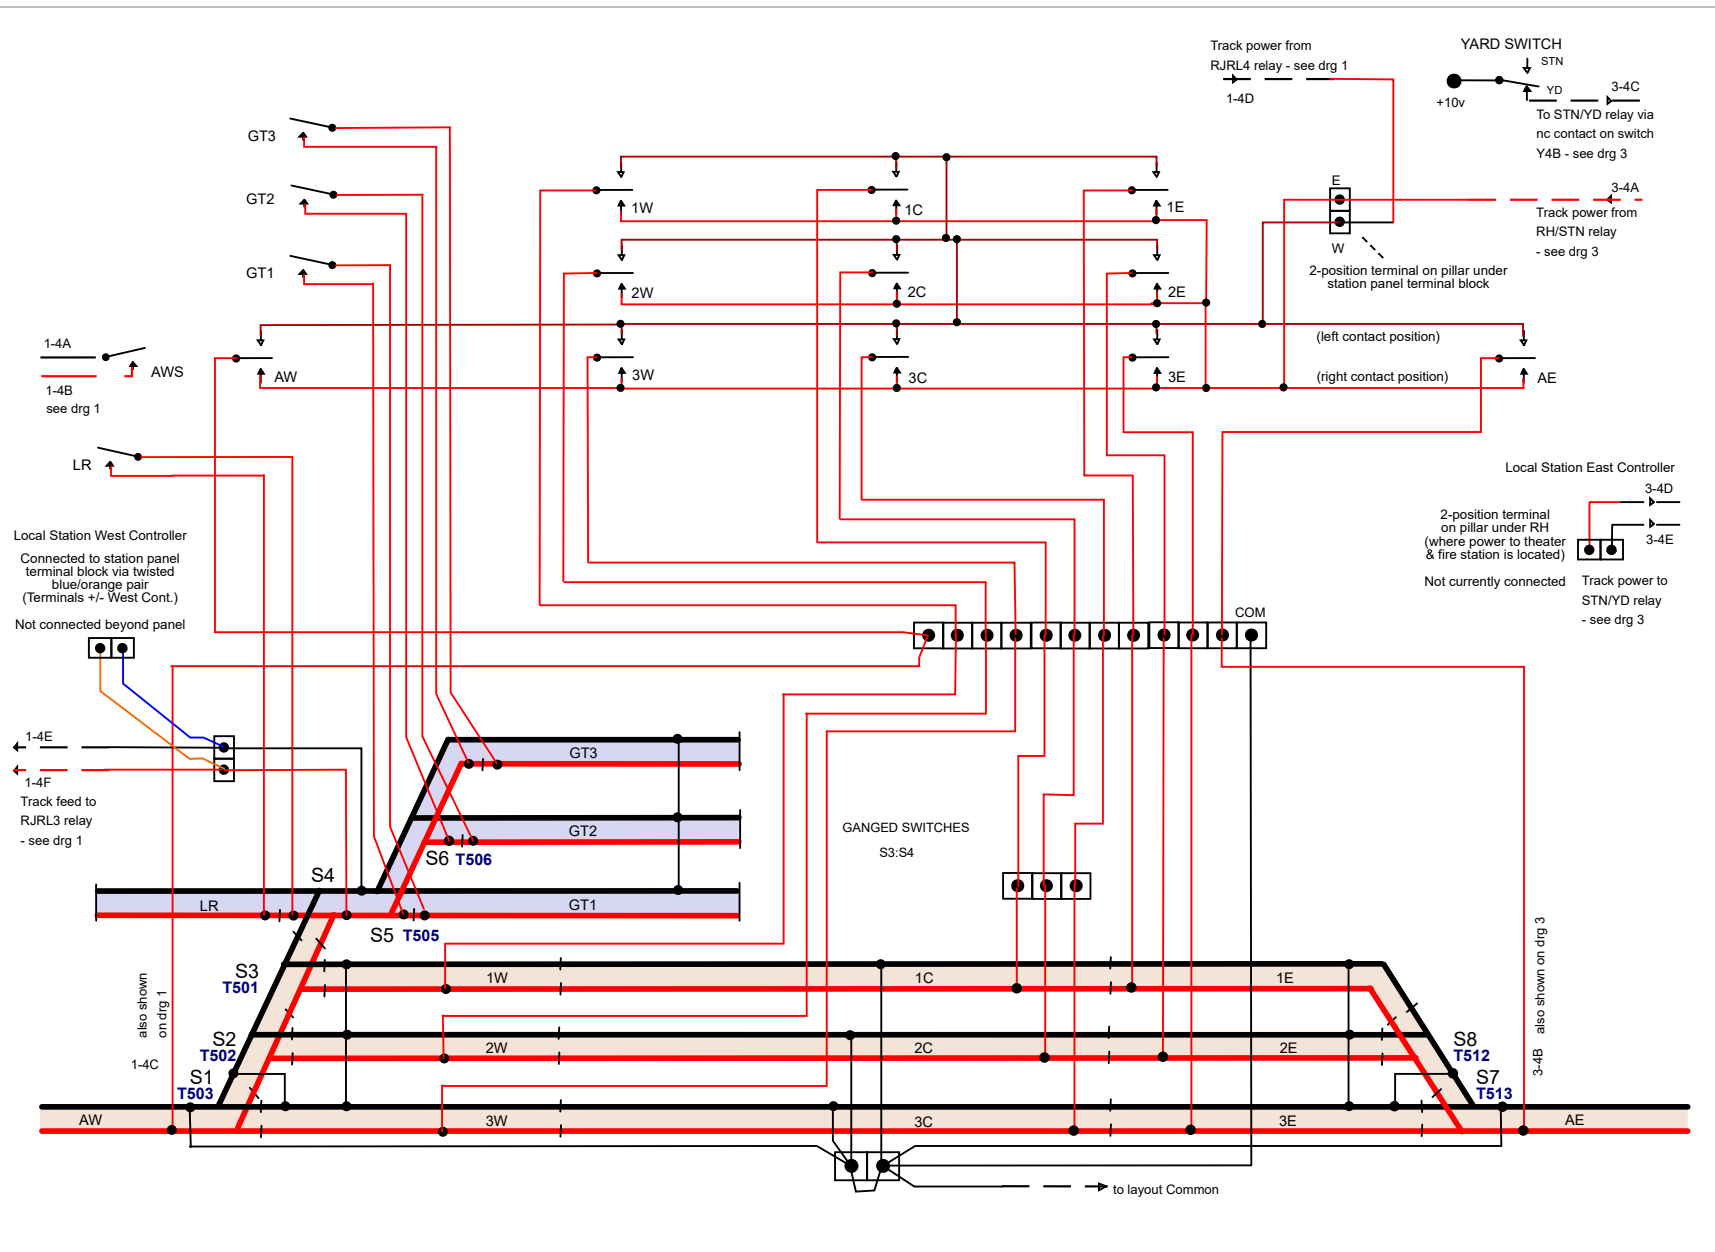 Track power from
RJRL4 relay - see drg 1
1-4D
YARD SWITCH
STN
YD
3-4C
+10v
To STN/YD relay via
nc contact on switch
Y4B - see drg 3
GT3
GT2
GT1
1W
1C
1E
2W
2C
2E
E
W
3-4A
Track power from
RH/STN relay
- see drg 3
2-position terminal on pillar under
station panel terminal block
(left contact position)
(right contact position)
1-4A
AWS
1-4B
see drg 1
AW
3W
3C
3E
AE
LR
Local Station East Controller
3-4D
3-4E
2-position terminal
on pillar under RH
(where power to theater
& fire station is located)
Not currently connected
Track power to
STN/YD relay
- see drg 3
Local Station West Controller
Connected to station panel
terminal block via twisted
blue/orange pair
(Terminals +/- West Cont.)
Not connected beyond panel
COM
1-4E
1-4F
Track feed to
RJRL3 relay
- see drg 1
GT3
GT2
S6 T506
GANGED SWITCHES
S3:S4
S4
LR
GT1
S5 T505
S3
T501
1W
1C
1E
also shown
on drg 1
1-4C
also shown on drg 3
3-4B
S2
T502
2W
2C
2E
S8
T512
S1
T503
S7
T513
AW
3W
3C
3E
AE
to layout Common